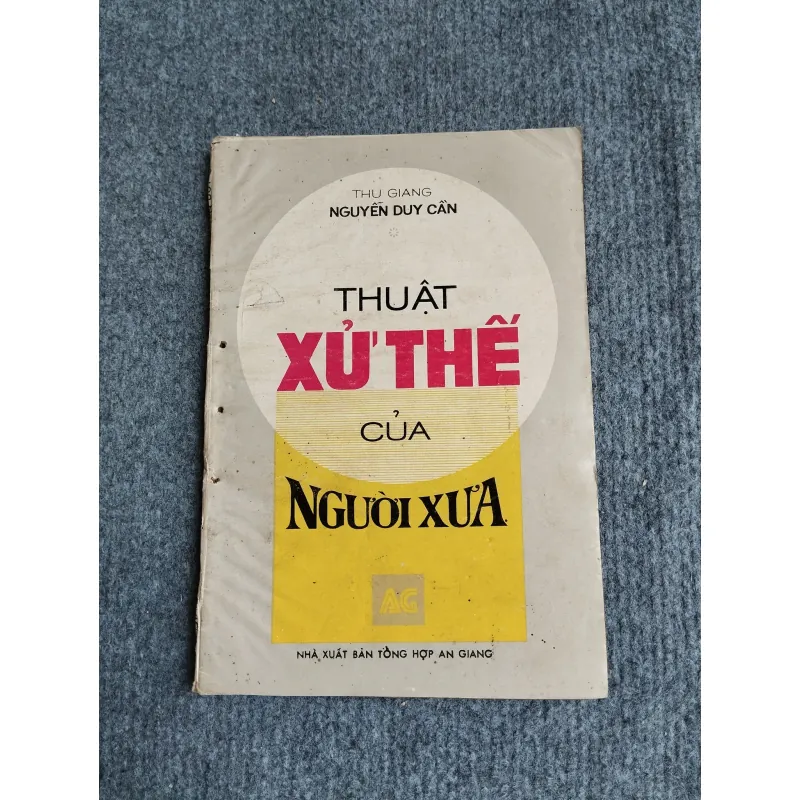 THU GIANG
NGUYỄN DUY CẦN
THUẬT
XỬ THẾ
CỦA
NGƯỜI XƯA
AG
NHÀ XUẤT BẢN TỔNG HỢP AN GIANG